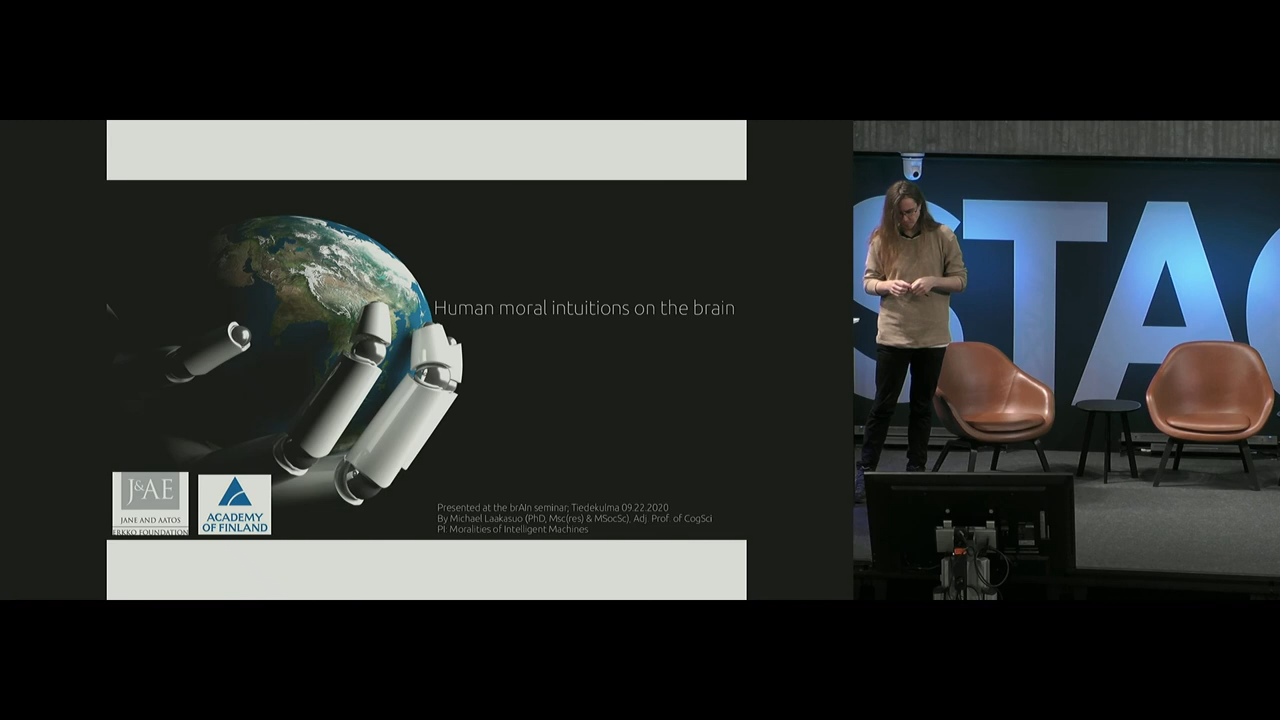 Human moral intuitions on the brain
J&AE
JANE AND AATOS
ERKKO FOUNDATION
ACADEMY
OF FINLAND
Presented at the brAIn seminar; Tiedekulma 09.22.2020
By Michael Laakasuo (PhD, Msc(res) & MSocSc), Adj. Prof. of CogSci
PI: Moralities of Intelligent Machines
STAG